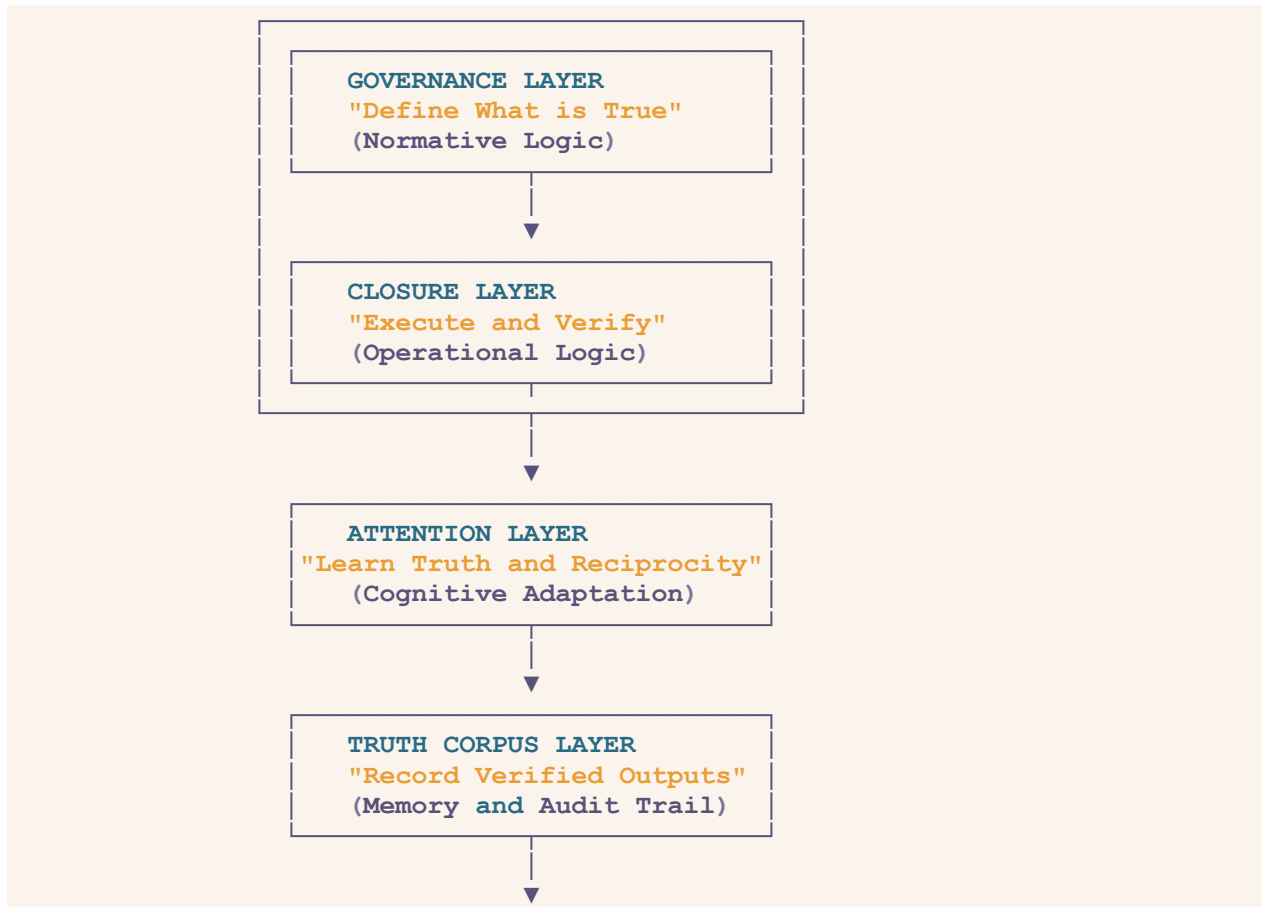 GOVERNANCE LAYER
"Define What is True"
(Normative Logic)
CLOSURE LAYER
"Execute and Verify"
(Operational Logic)
ATTENTION LAYER
"Learn Truth and Reciprocity"
(Cognitive Adaptation)
TRUTH CORPUS LAYER
"Record Verified Outputs"
(Memory and Audit Trail)